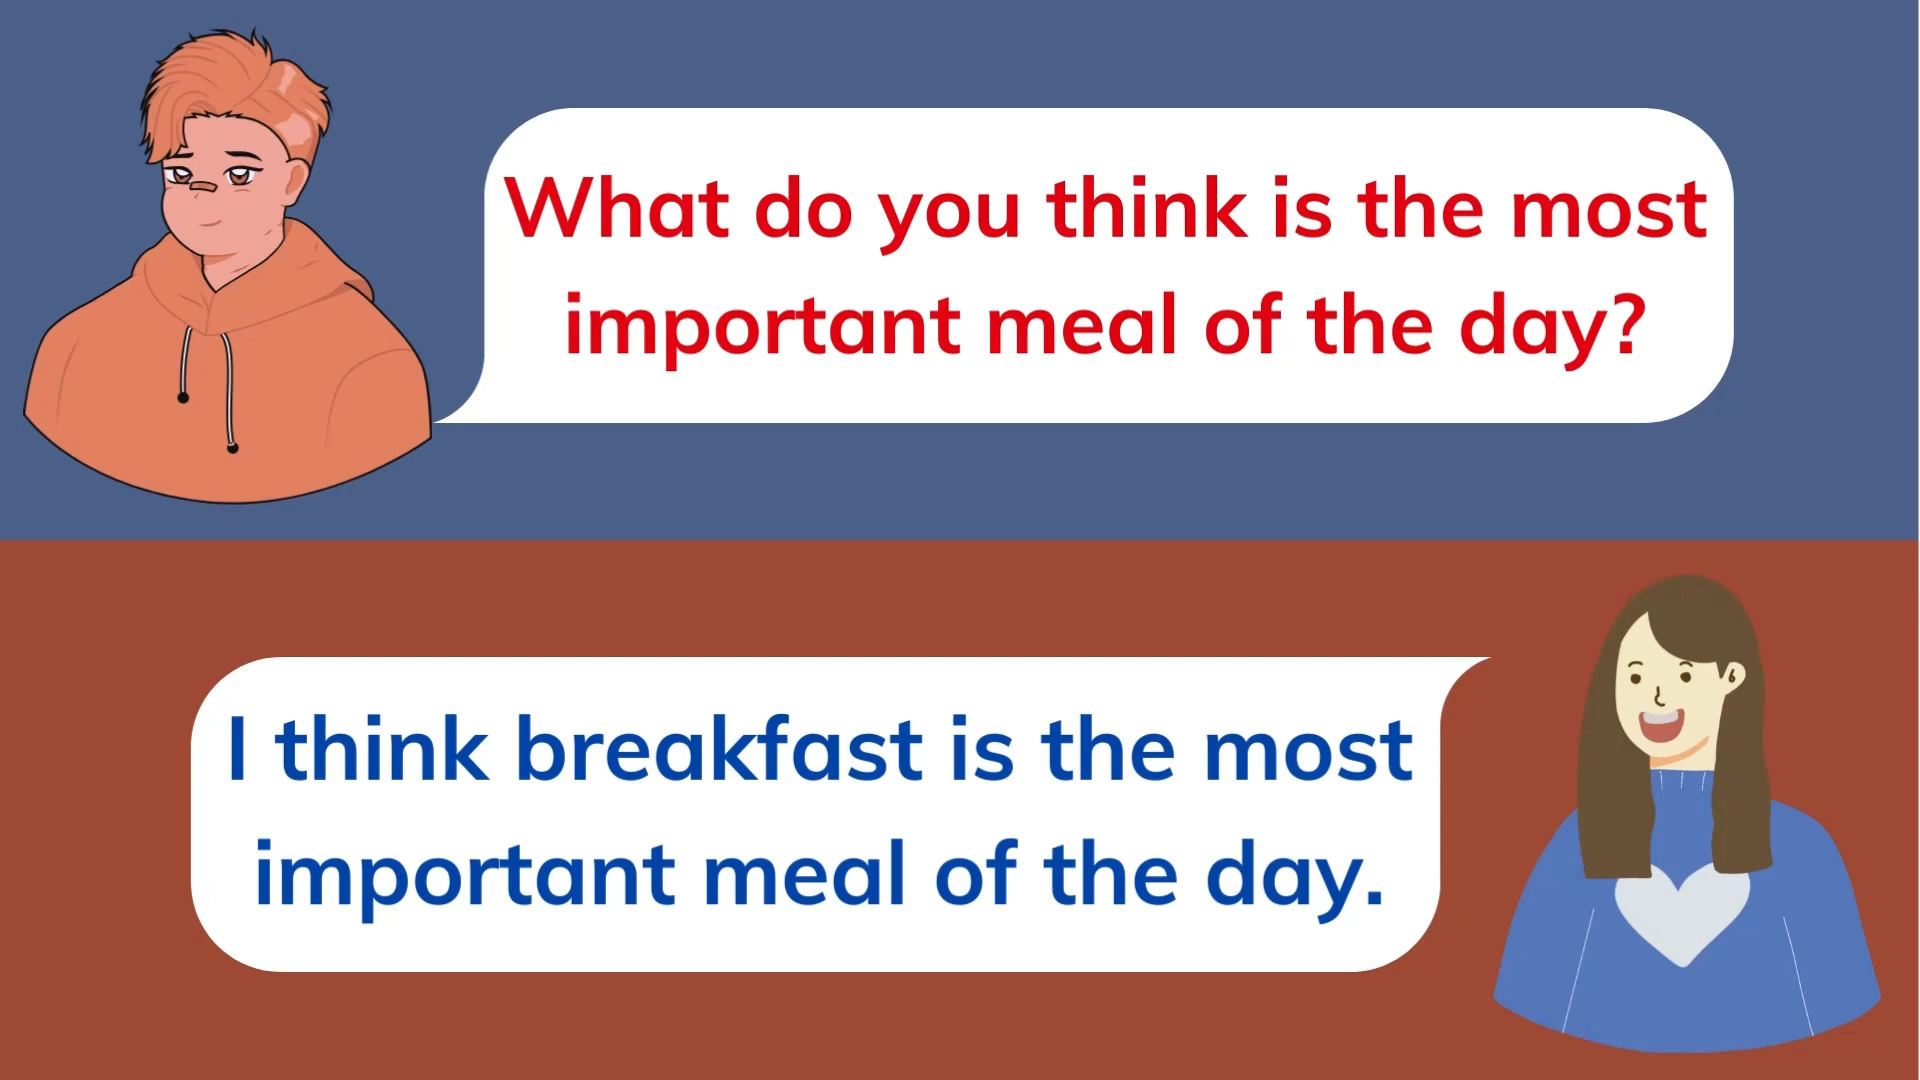 What do you think is the most
important meal of the day?
I think breakfast is the most
important meal of the day.